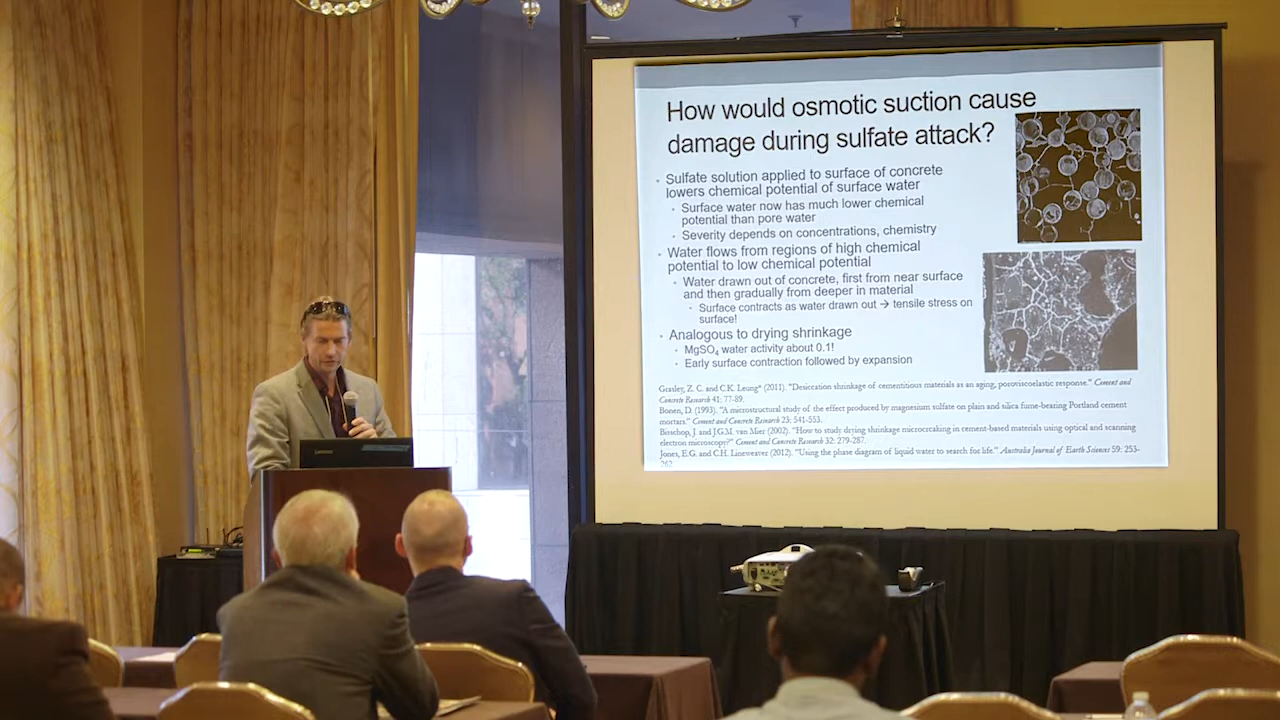 How would osmotic suction cause
damage during sulfate attack?
• Sulfate solution applied to surface of concrete
lowers chemical potential of surface water
• Surface water now has much lower chemical
potential than pore water
• Severity depends on concentrations, chemistry
• Water flows from regions of high chemical
potential to low chemical potential
• Water drawn out of concrete, first from near surface
and then gradually from deeper in material
• Surface contracts as water drawn out → tensile stress on
surface!
• Analogous to drying shrinkage
• MgSO₄ water activity about 0.1!
• Early surface contraction followed by expansion
Grasley, Z. C. and C.K. Leung* (2011). "Desiccation shrinkage of cementitious materials as an aging, poroviscoelastic response." Cement and
Concrete Research 41: 77-89.
Bonen, D. (1993). "A microstructural study of the effect produced by magnesium sulfate on plain and silica fume-bearing Portland cement
mortars." Cement and Concrete Research 23: 541-553.
Bisschop, J. and J.G.M. van Mier (2002). "How to study drying shrinkage microcracking in cement-based materials using optical and scanning
electron microscopy?" Cement and Concrete Research 32: 279-287.
Jones, E.G. and C.H. Lineweaver (2012). "Using the phase diagram of liquid water to search for life." Australia Journal of Earth Sciences 59: 253-
262.
Lenovo